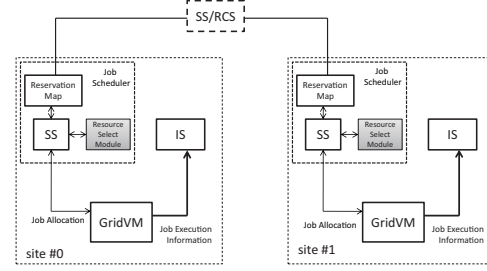 SS/RCS
Job
Scheduler
Reservation
Map
SS
Resource
Select
Module
IS
Job Allocation
GridVM
Job Execution
Information
site #0
Job
Scheduler
Reservation
Map
SS
Resource
Select
Module
IS
Job Allocation
GridVM
Job Execution
Information
site #1